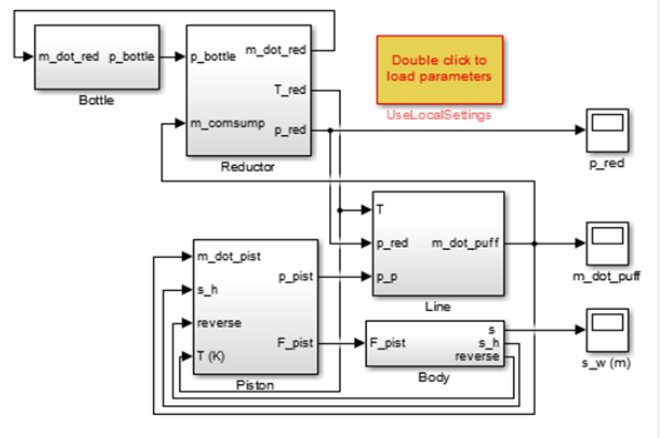 m_dot_red p_bottle
Bottle
p_bottle m_dot_red
T_red
m_comsump p_red
Reductor
Double click to
load parameters
UseLocalSettings
p_red
T
p_red m_dot_puff
p_p
Line
m_dot_puff
m_dot_pist
p_pist
s_h
reverse
F_pist
T (K)
Piston
F_pist
s
s_h
reverse
Body
s_w (m)